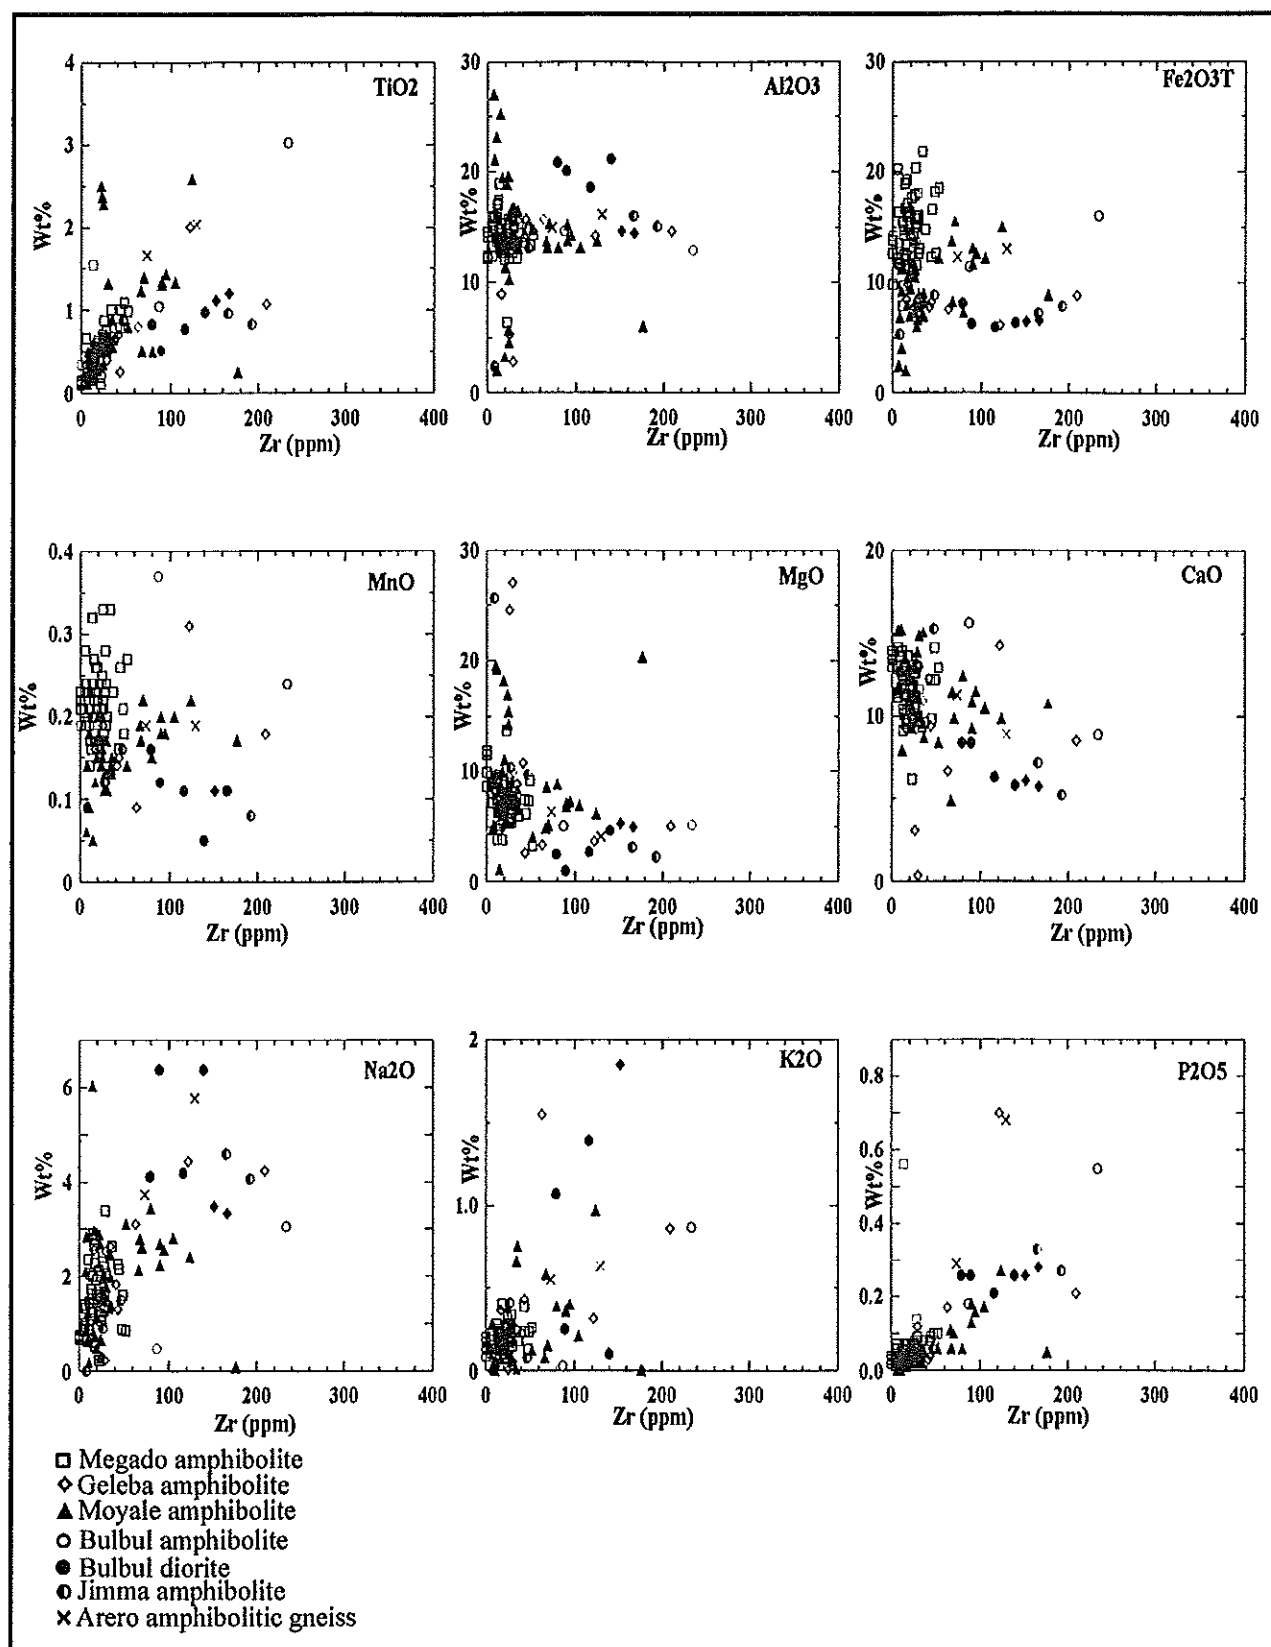 TiO2
4
3
2
1
0
Wt%
0 100 200 300 400
Zr (ppm)
Al2O3
30
20
10
0
Wt%
0 100 200 300 400
Zr (ppm)
Fe2O3T
30
20
10
0
Wt%
0 100 200 300 400
Zr (ppm)
MnO
0.4
0.3
0.2
0.1
0
Wt%
0 100 200 300 400
Zr (ppm)
MgO
30
20
10
0
Wt%
0 100 200 300 400
Zr (ppm)
CaO
20
10
0
Wt%
0 100 200 300 400
Zr (ppm)
Na2O
6
4
2
0
Wt%
0 100 200 300 400
Zr (ppm)
K2O
2
1.0
0
Wt%
0 100 200 300 400
Zr (ppm)
P2O5
0.8
0.6
0.4
0.2
0.0
Wt%
0 100 200 300 400
Zr (ppm)
Megado amphibolite
Geleba amphibolite
Moyale amphibolite
Bulbul amphibolite
Bulbul diorite
Jimma amphibolite
Arero amphibolitic gneiss